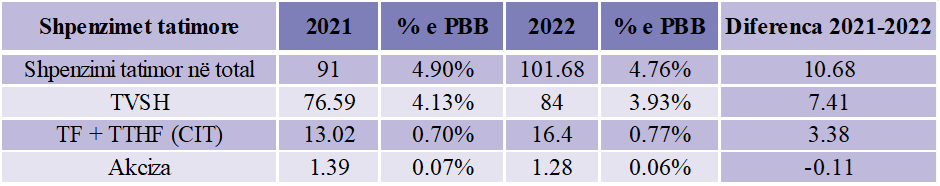 Shpenzimet tatimore 2021 % e PBB 2022 % e PBB Diferenca 2021-2022
Shpenzimi tatimor në total 91 4.90% 101.68 4.76% 10.68
TVSH 76.59 4.13% 84 3.93% 7.41
TF + TTHF (CIT) 13.02 0.70% 16.4 0.77% 3.38
Akciza 1.39 0.07% 1.28 0.06% -0.11